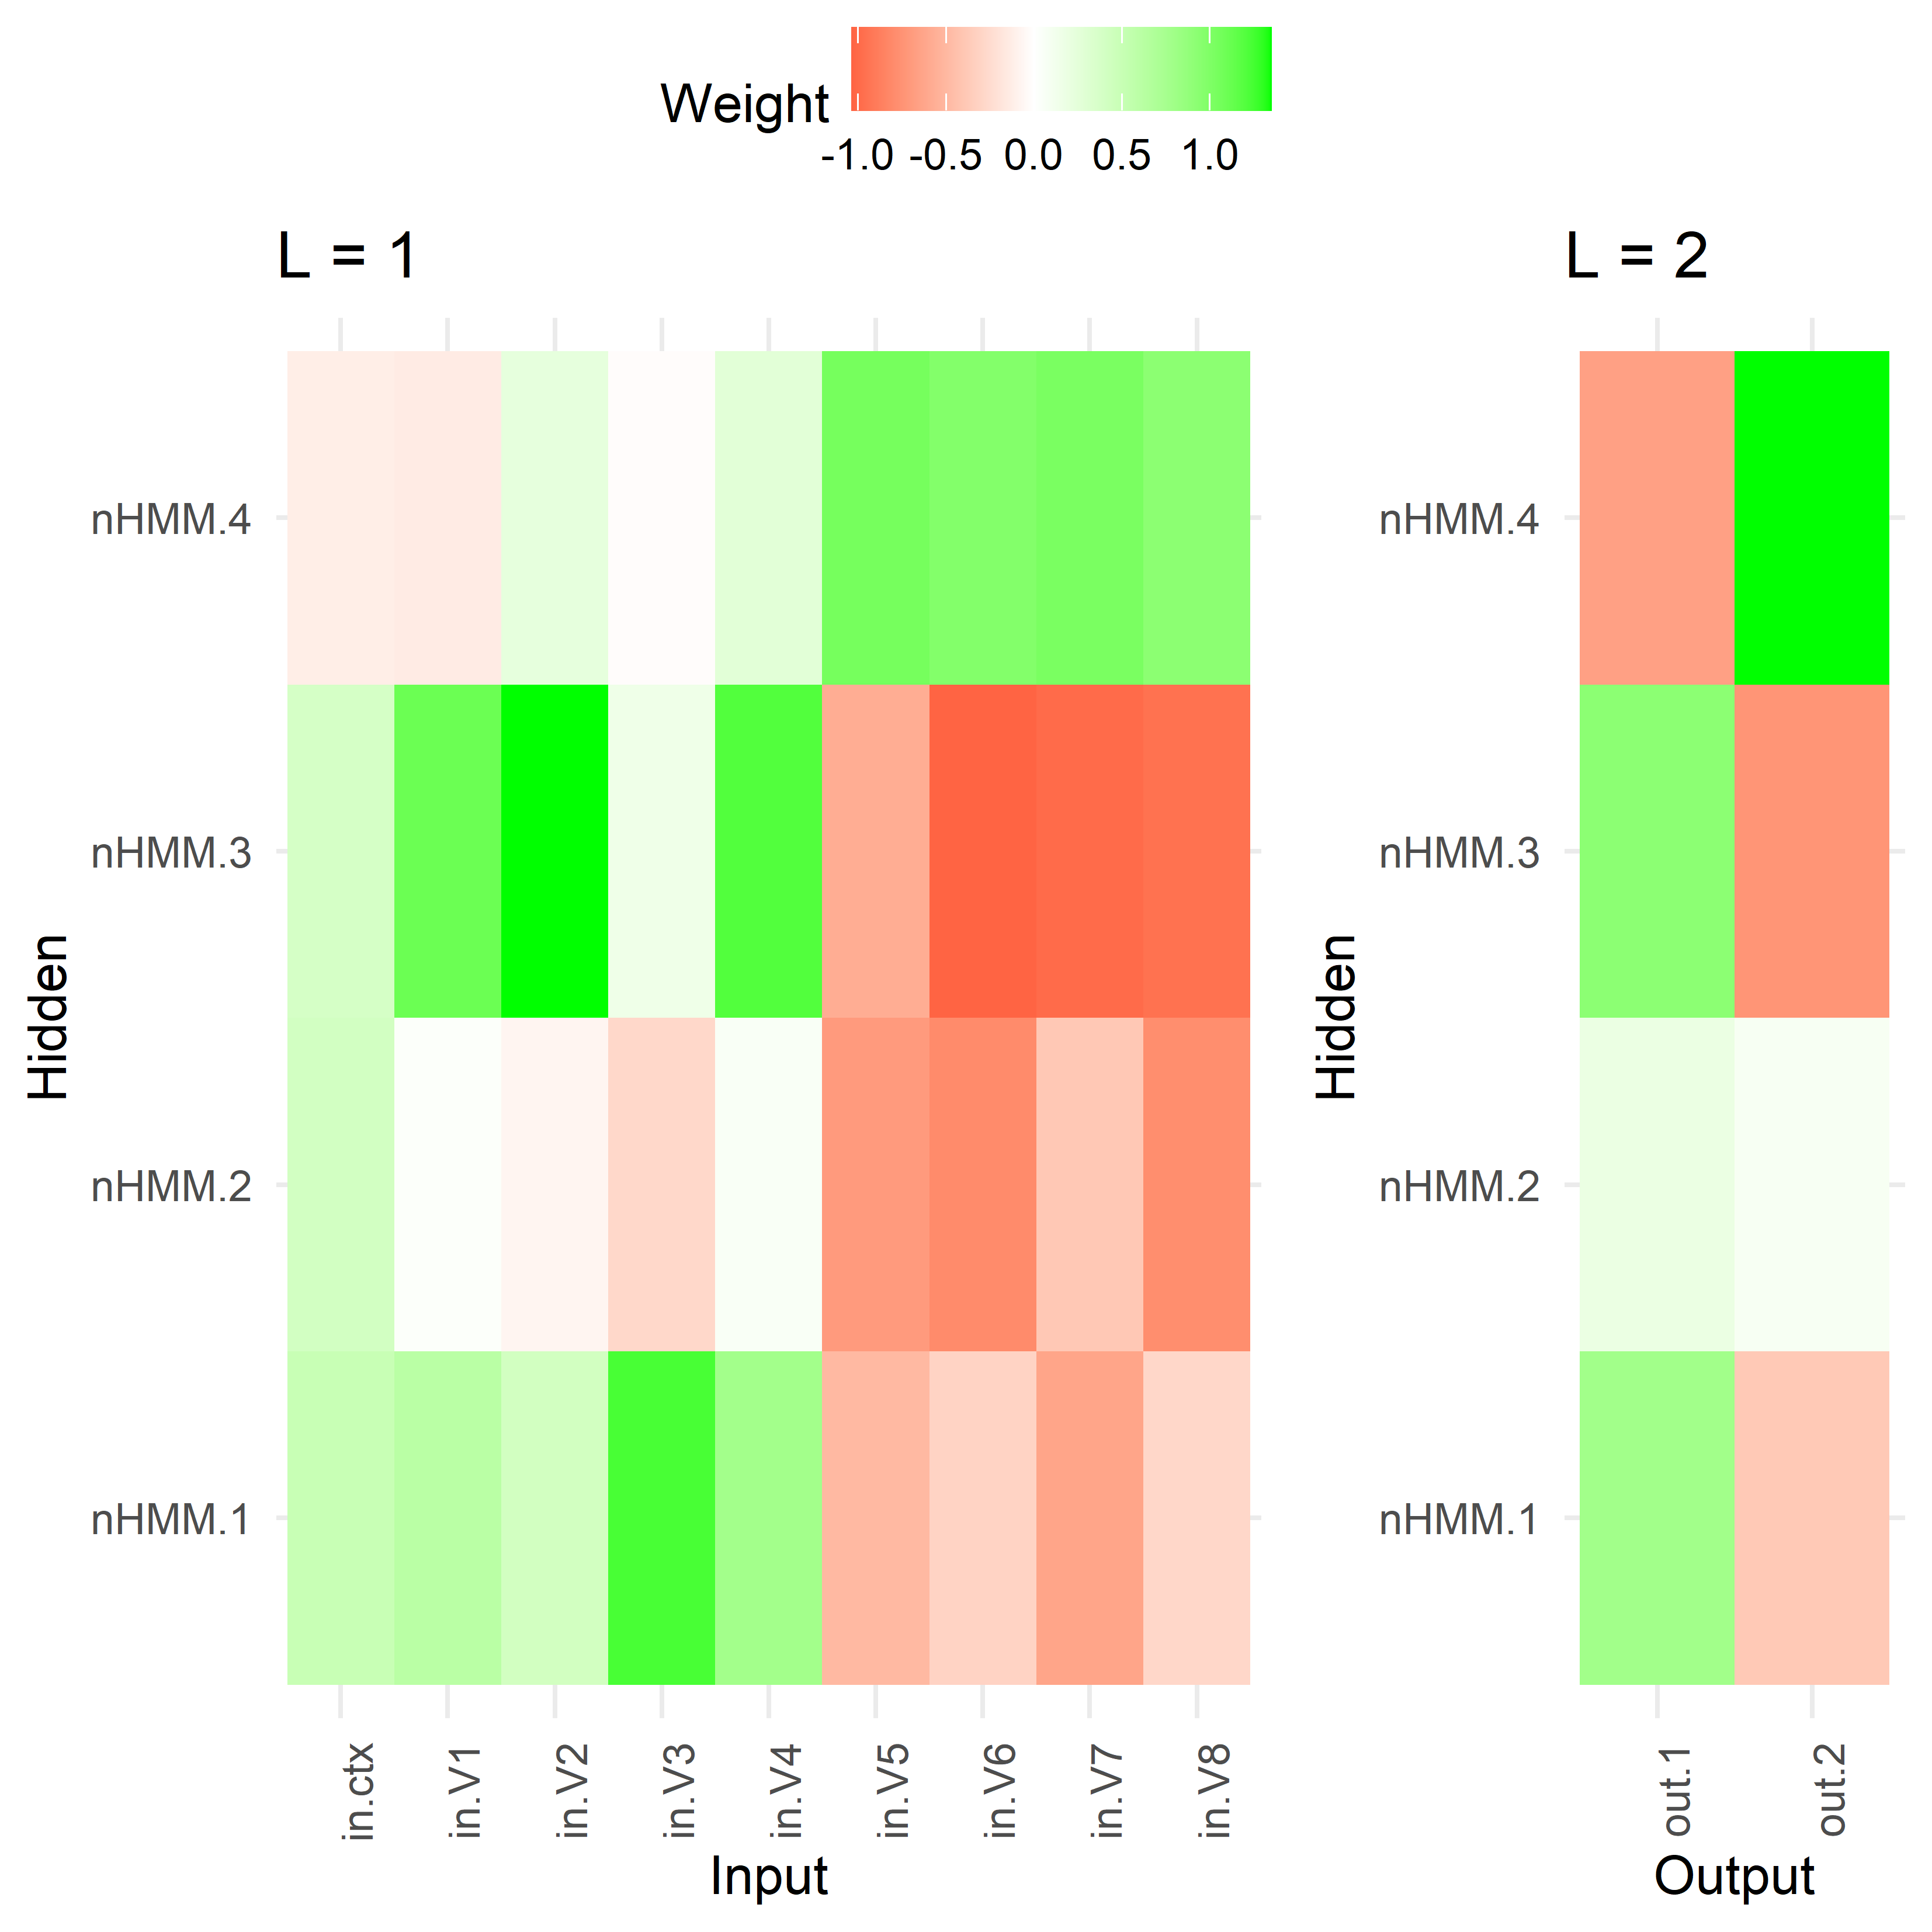 Weight
-1.0 -0.5 0.0 0.5 1.0
L = 1
L = 2
Hidden
nHMM.4
nHMM.3
nHMM.2
nHMM.1
in.ctx in.V1 in.V2 in.V3 in.V4 in.V5 in.V6 in.V7 in.V8
Input
Hidden
nHMM.4
nHMM.3
nHMM.2
nHMM.1
out.1 out.2
Output